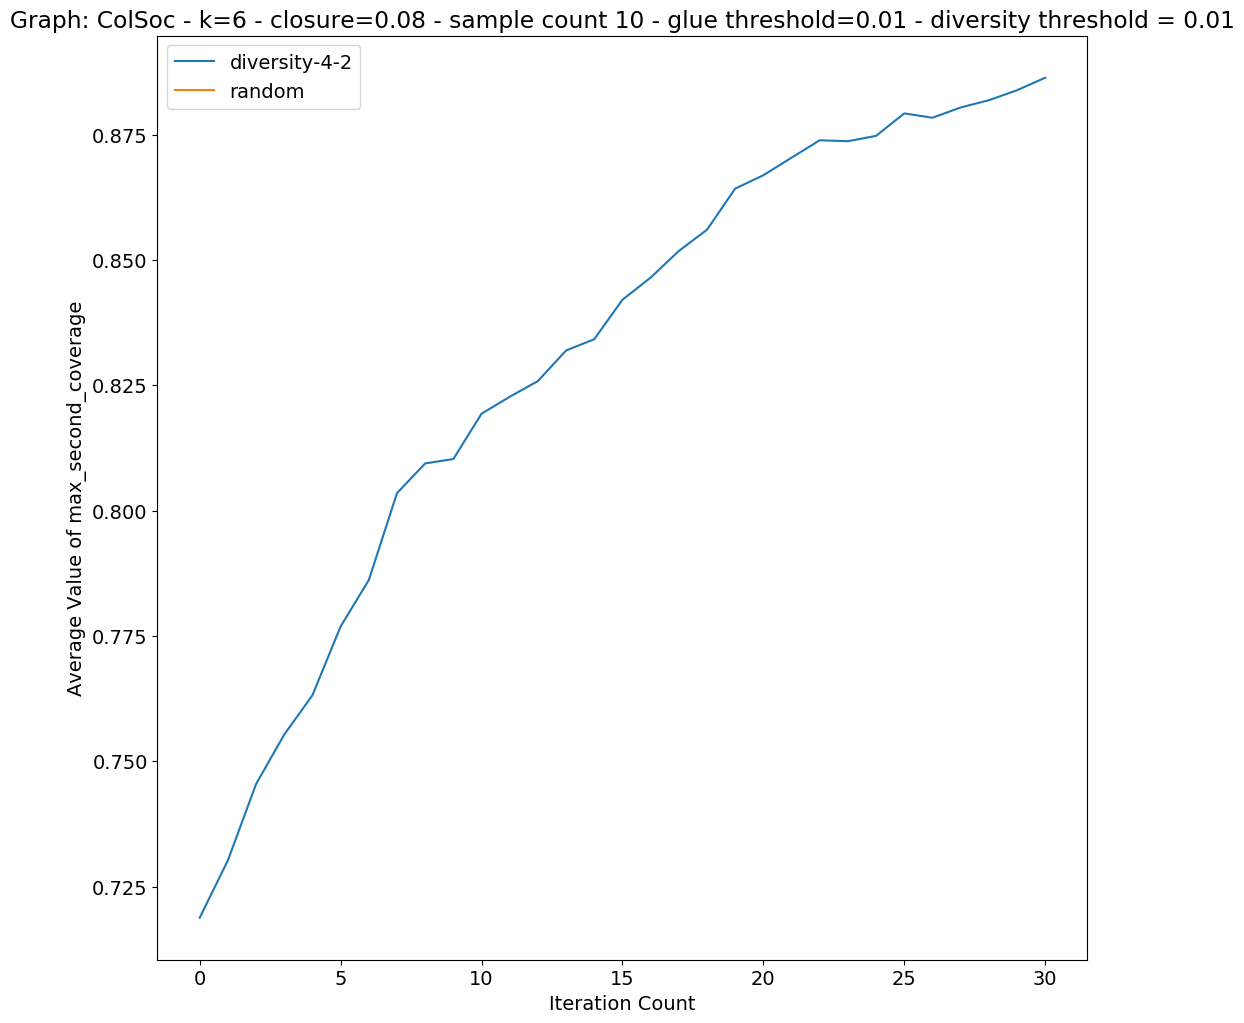 Graph: ColSoc - k=6 - closure=0.08 - sample count 10 - glue threshold=0.01 - diversity threshold = 0.01
diversity-4-2
random
0.875
0.850
0.825
0.800
0.775
0.750
0.725
Average Value of max_second_coverage
0 5 10 15 20 25 30
Iteration Count